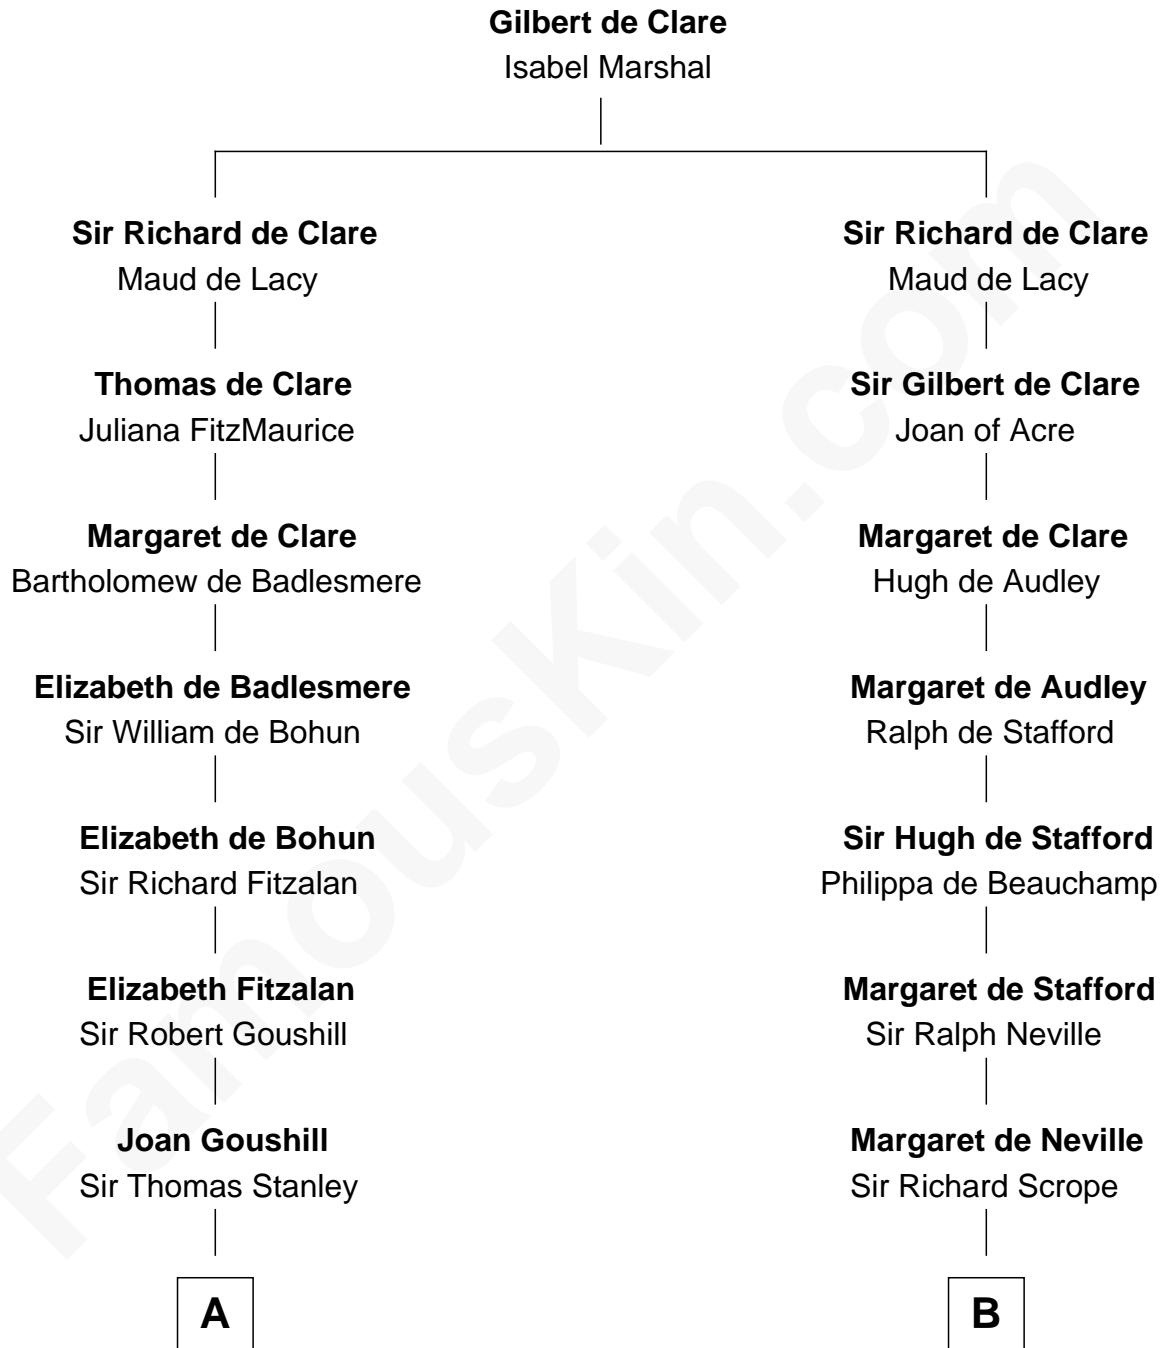 Gilbert de Clare
Isabel Marshal
Sir Richard de Clare
Maud de Lacy
Thomas de Clare
Juliana FitzMaurice
Margaret de Clare
Bartholomew de Badlesmere
Elizabeth de Badlesmere
Sir William de Bohun
Elizabeth de Bohun
Sir Richard Fitzalan
Elizabeth Fitzalan
Sir Robert Goushill
Joan Goushill
Sir Thomas Stanley
A
Sir Richard de Clare
Maud de Lacy
Sir Gilbert de Clare
Joan of Acre
Margaret de Clare
Hugh de Audley
Margaret de Audley
Ralph de Stafford
Sir Hugh de Stafford
Philippa de Beauchamp
Margaret de Stafford
Sir Ralph Neville
Margaret de Neville
Sir Richard Scrope
B
FamousKin.com